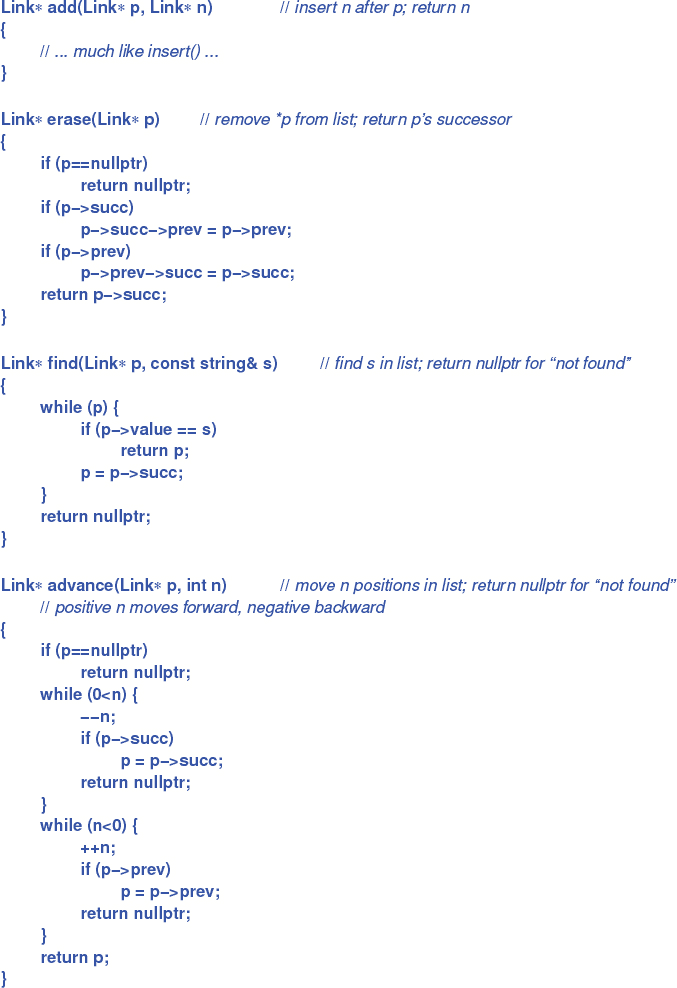 Link* add(Link* p, Link* n) // insert n after p; return n
{
// ... much like insert() ...
}
Link* erase(Link* p) // remove *p from list; return p’s successor
{
if (p==nullptr)
return nullptr;
if (p–>succ)
p–>succ–>prev = p–>prev;
if (p–>prev)
p–>prev–>succ = p–>succ;
return p–>succ;
}
Link* find(Link* p, const string& s) // find s in list; return nullptr for “not found”
{
while (p) {
if (p–>value == s)
return p;
p = p–>succ;
}
return nullptr;
}
Link* advance(Link* p, int n) // move n positions in list; return nullptr for “not found”
// positive n moves forward, negative backward
{
if (p==nullptr)
return nullptr;
while (0<n) {
––n;
if (p–>succ)
p = p–>succ;
return nullptr;
}
while (n<0) {
++n;
if (p–>prev)
p = p–>prev;
return nullptr;
}
return p;
}